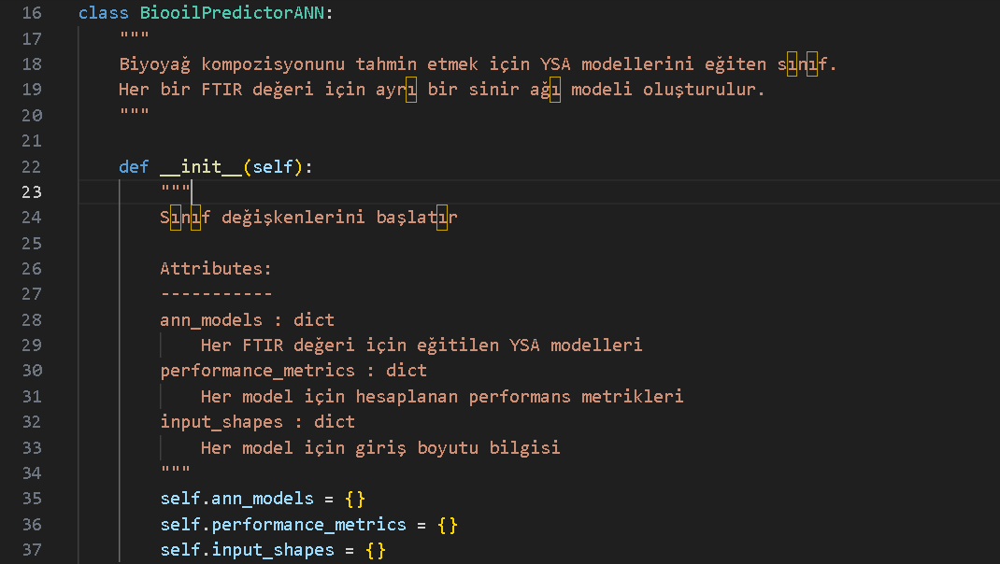 16 class BiooilPredictorANN:
17 """
18 Biyoyağ kompozisyonunu tahmin etmek için YSA modellerini eğiten sınıf.
19 Her bir FTIR değeri için ayrı bir sinir ağı modeli oluşturulur.
20 """
21
22 def __init__(self):
23 """
24 Sınıf değişkenlerini başlatır
25
26 Attributes:
27 -----------
28 ann_models : dict
29 Her FTIR değeri için eğitilen YSA modelleri
30 performance_metrics : dict
31 Her model için hesaplanan performans metrikleri
32 input_shapes : dict
33 Her model için giriş boyutu bilgisi
34 """
35 self.ann_models = {}
36 self.performance_metrics = {}
37 self.input_shapes = {}